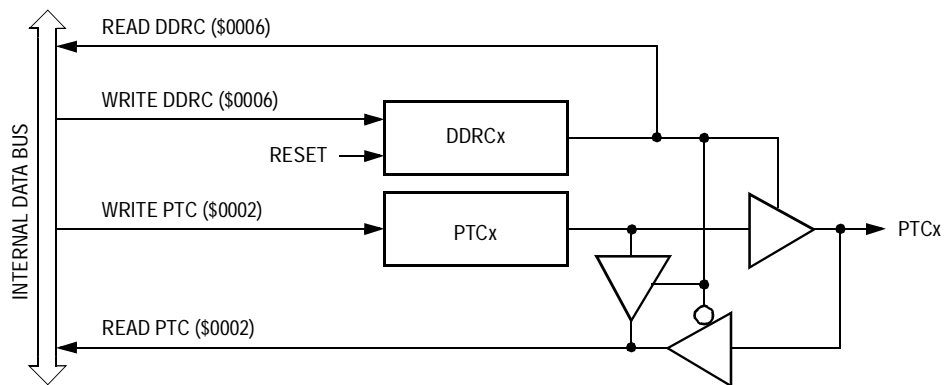 READ DDRC ($0006)
WRITE DDRC ($0006)
DDRCx
RESET
INTERNAL DATA BUS
WRITE PTC ($0002)
PTCx
PTCx
READ PTC ($0002)